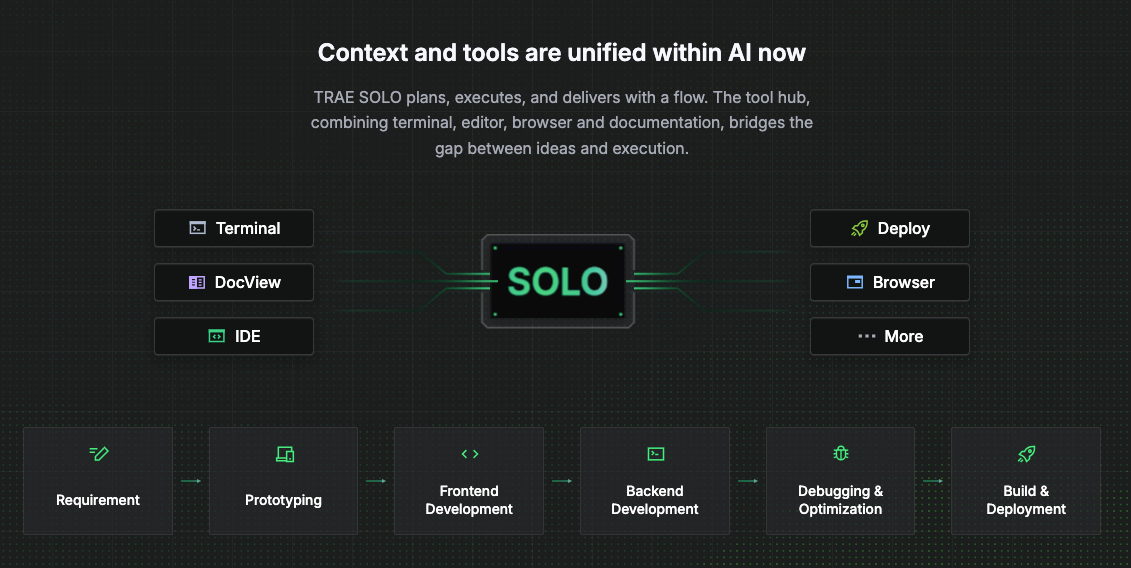 Context and tools are unified within AI now
TRAE SOLO plans, executes, and delivers with a flow. The tool hub,
combining terminal, editor, browser and documentation, bridges the
gap between ideas and execution.
Terminal
DocView
IDE
SOLO
Deploy
Browser
More
Requirement
Prototyping
Frontend
Development
Backend
Development
Debugging &
Optimization
Build &
Deployment